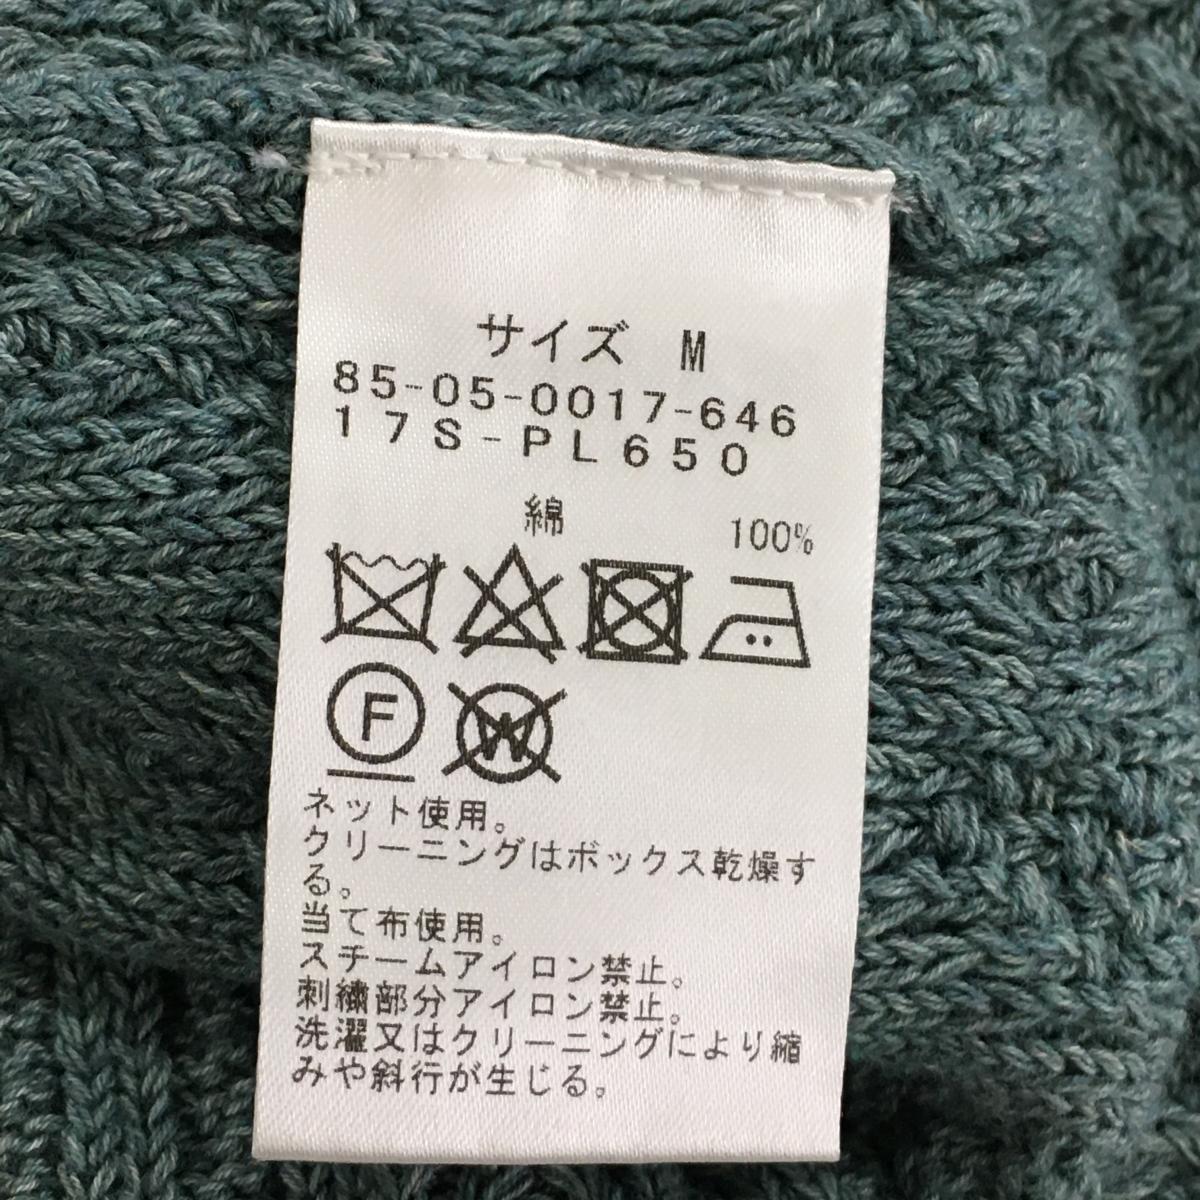 サイズ M
85-05-0017-646
17S-PL650
綿 100%
F
W
ネット使用。
クリーニングはボックス乾燥す
る。
当て布使用。
スチームアイロン禁止。
刺繍部分アイロン禁止。
洗濯又はクリーニングにより縮
みや斜行が生じる。